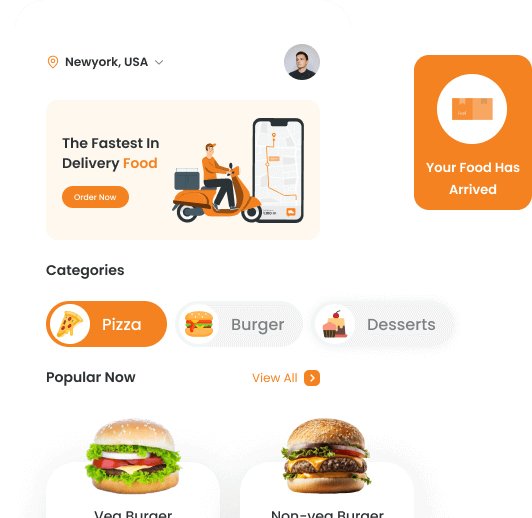 Newyork, USA
The Fastest In
Delivery Food
Order Now
Your Food Has
Arrived
Categories
Pizza
Burger
Desserts
Popular Now
View All
Veg Burger
Non-veg Burger